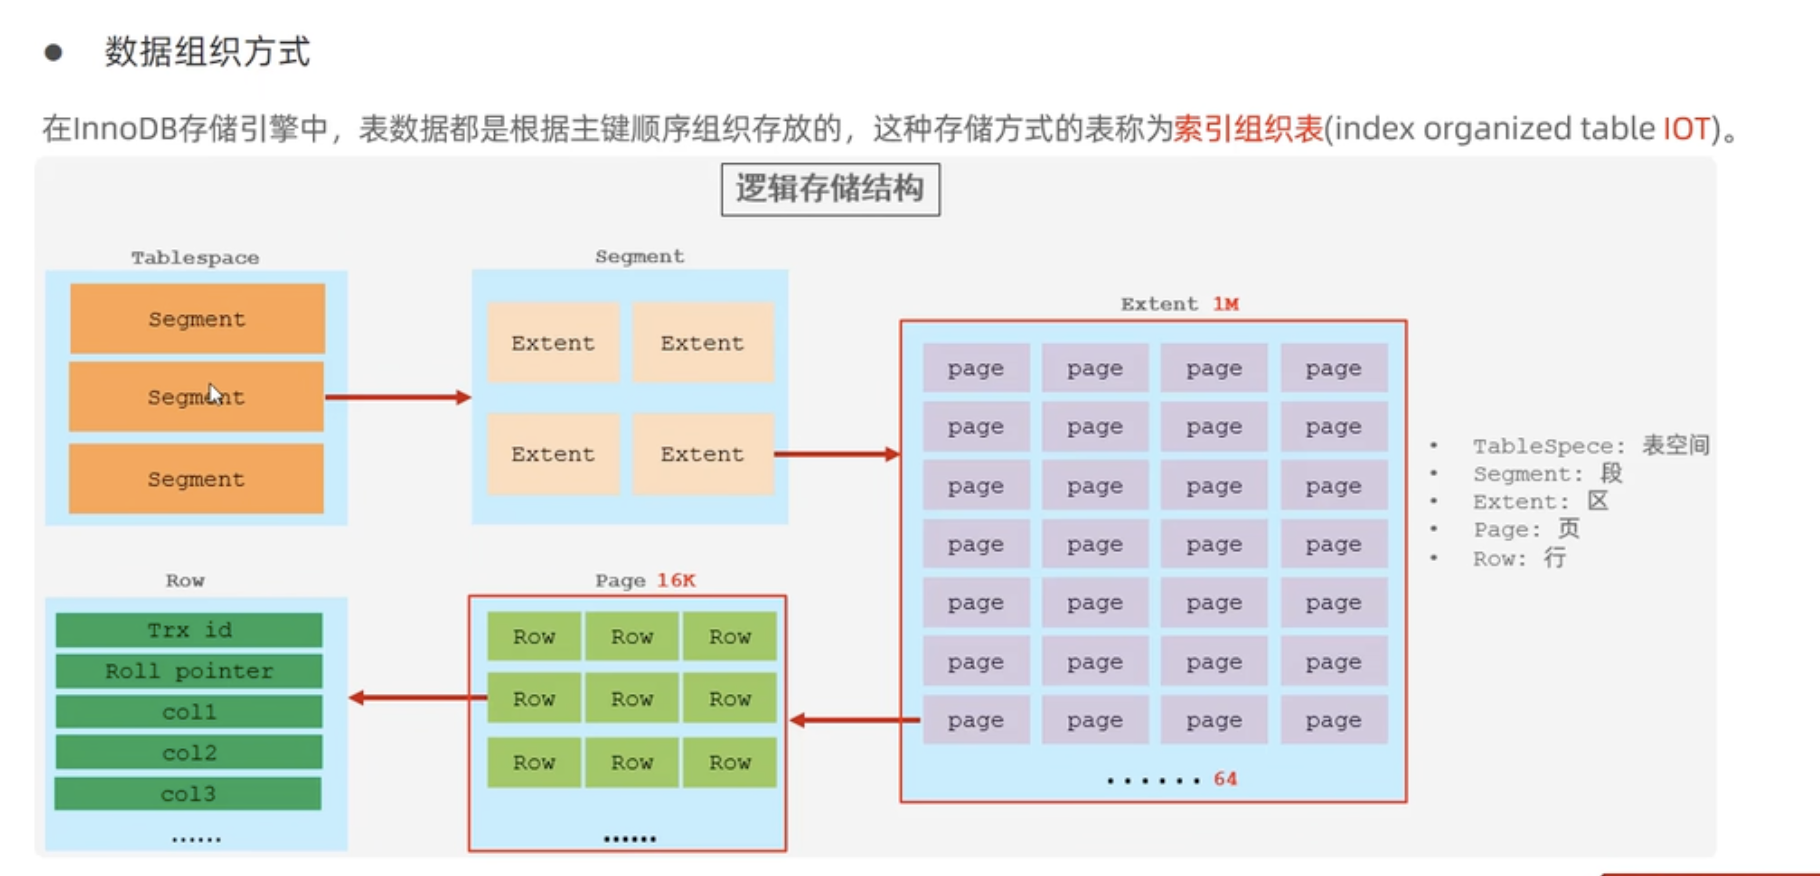 ● 数据组织方式
在InnoDB存储引擎中，表数据都是根据主键顺序组织存放的，这种存储方式的表称为索引组织表(index organized table IOT)。
逻辑存储结构
Tablespace
Segment
Segment
Segment
Segment
Extent Extent
Extent Extent
Extent 1M
page page page page
page page page page
page page page page
page page page page
page page page page
page page page page
page page page page
······ 64
• TableSpece: 表空间
• Segment: 段
• Extent: 区
• Page: 页
• Row: 行
Row
Trx id
Roll pointer
col1
col2
col3
······
Page 16K
Row Row Row
Row Row Row
Row Row Row
······